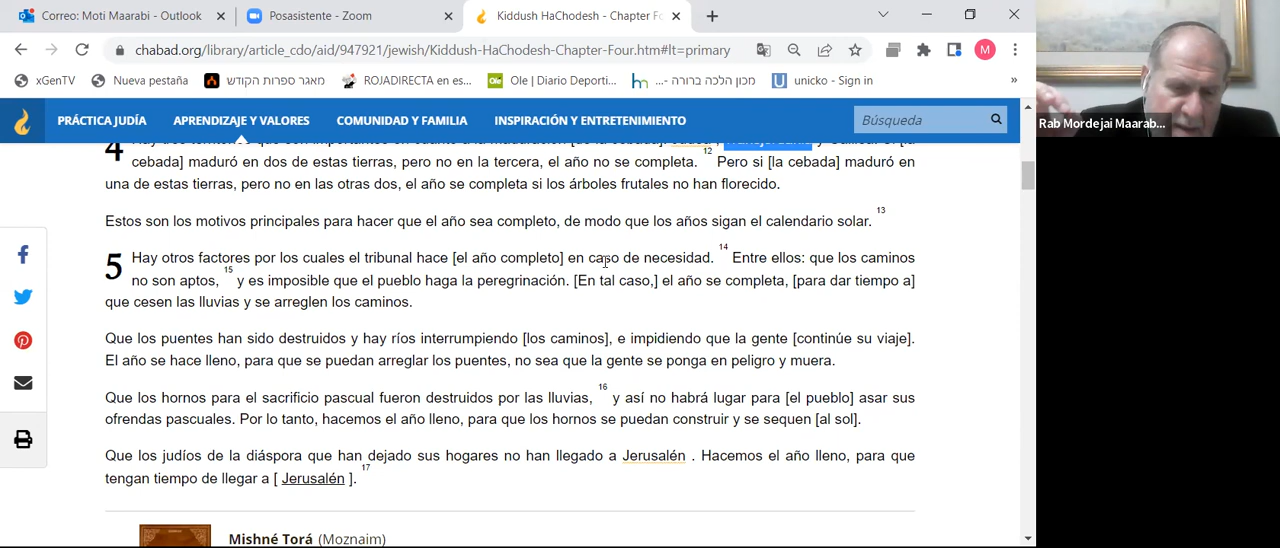 Correo: Moti Maarabi - Outlook
Posasistente - Zoom
Kiddush HaChodesh - Chapter Fo
chabad.org/library/article_cdo/aid/947921/jewish/Kiddush-HaChodesh-Chapter-Four.htm#lt=primary
M
xGenTV
Nueva pestaña
מאגר ספרות הקודש
ROJADIRECTA en es...
Ole
Ole | Diario Deporti...
מכון הלכה ברורה -...
unicko - Sign in
»
PRÁCTICA JUDÍA
APRENDIZAJE Y VALORES
COMUNIDAD Y FAMILIA
INSPIRACIÓN Y ENTRETENIMIENTO
Búsqueda
Rab Mordejai Maarab...
4
cebada] maduró en dos de estas tierras, pero no en la tercera, el año no se completa. 12 Pero si [la cebada] maduró en
una de estas tierras, pero no en las otras dos, el año se completa si los árboles frutales no han florecido.
Estos son los motivos principales para hacer que el año sea completo, de modo que los años sigan el calendario solar. 13
5 Hay otros factores por los cuales el tribunal hace [el año completo] en caso de necesidad. 14 Entre ellos: que los caminos
no son aptos, 15 y es imposible que el pueblo haga la peregrinación. [En tal caso,] el año se completa, [para dar tiempo a]
que cesen las lluvias y se arreglen los caminos.
Que los puentes han sido destruidos y hay ríos interrumpiendo [los caminos], e impidiendo que la gente [continúe su viaje].
El año se hace lleno, para que se puedan arreglar los puentes, no sea que la gente se ponga en peligro y muera.
Que los hornos para el sacrificio pascual fueron destruidos por las lluvias, 16 y así no habrá lugar para [el pueblo] asar sus
ofrendas pascuales. Por lo tanto, hacemos el año lleno, para que los hornos se puedan construir y se sequen [al sol].
Que los judíos de la diáspora que han dejado sus hogares no han llegado a Jerusalén . Hacemos el año lleno, para que
tengan tiempo de llegar a [ Jerusalén ]. 17
Mishné Torá (Moznaim)